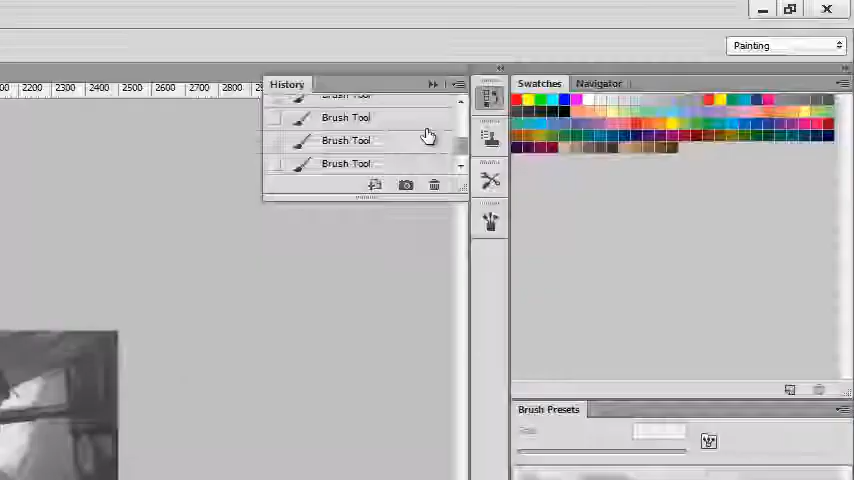 Painting
2200 2300 2400 2500 2600 2700 2800
History
Swatches Navigator
Brush Tool
Brush Tool
Brush Tool
Brush Tool
Brush Presets